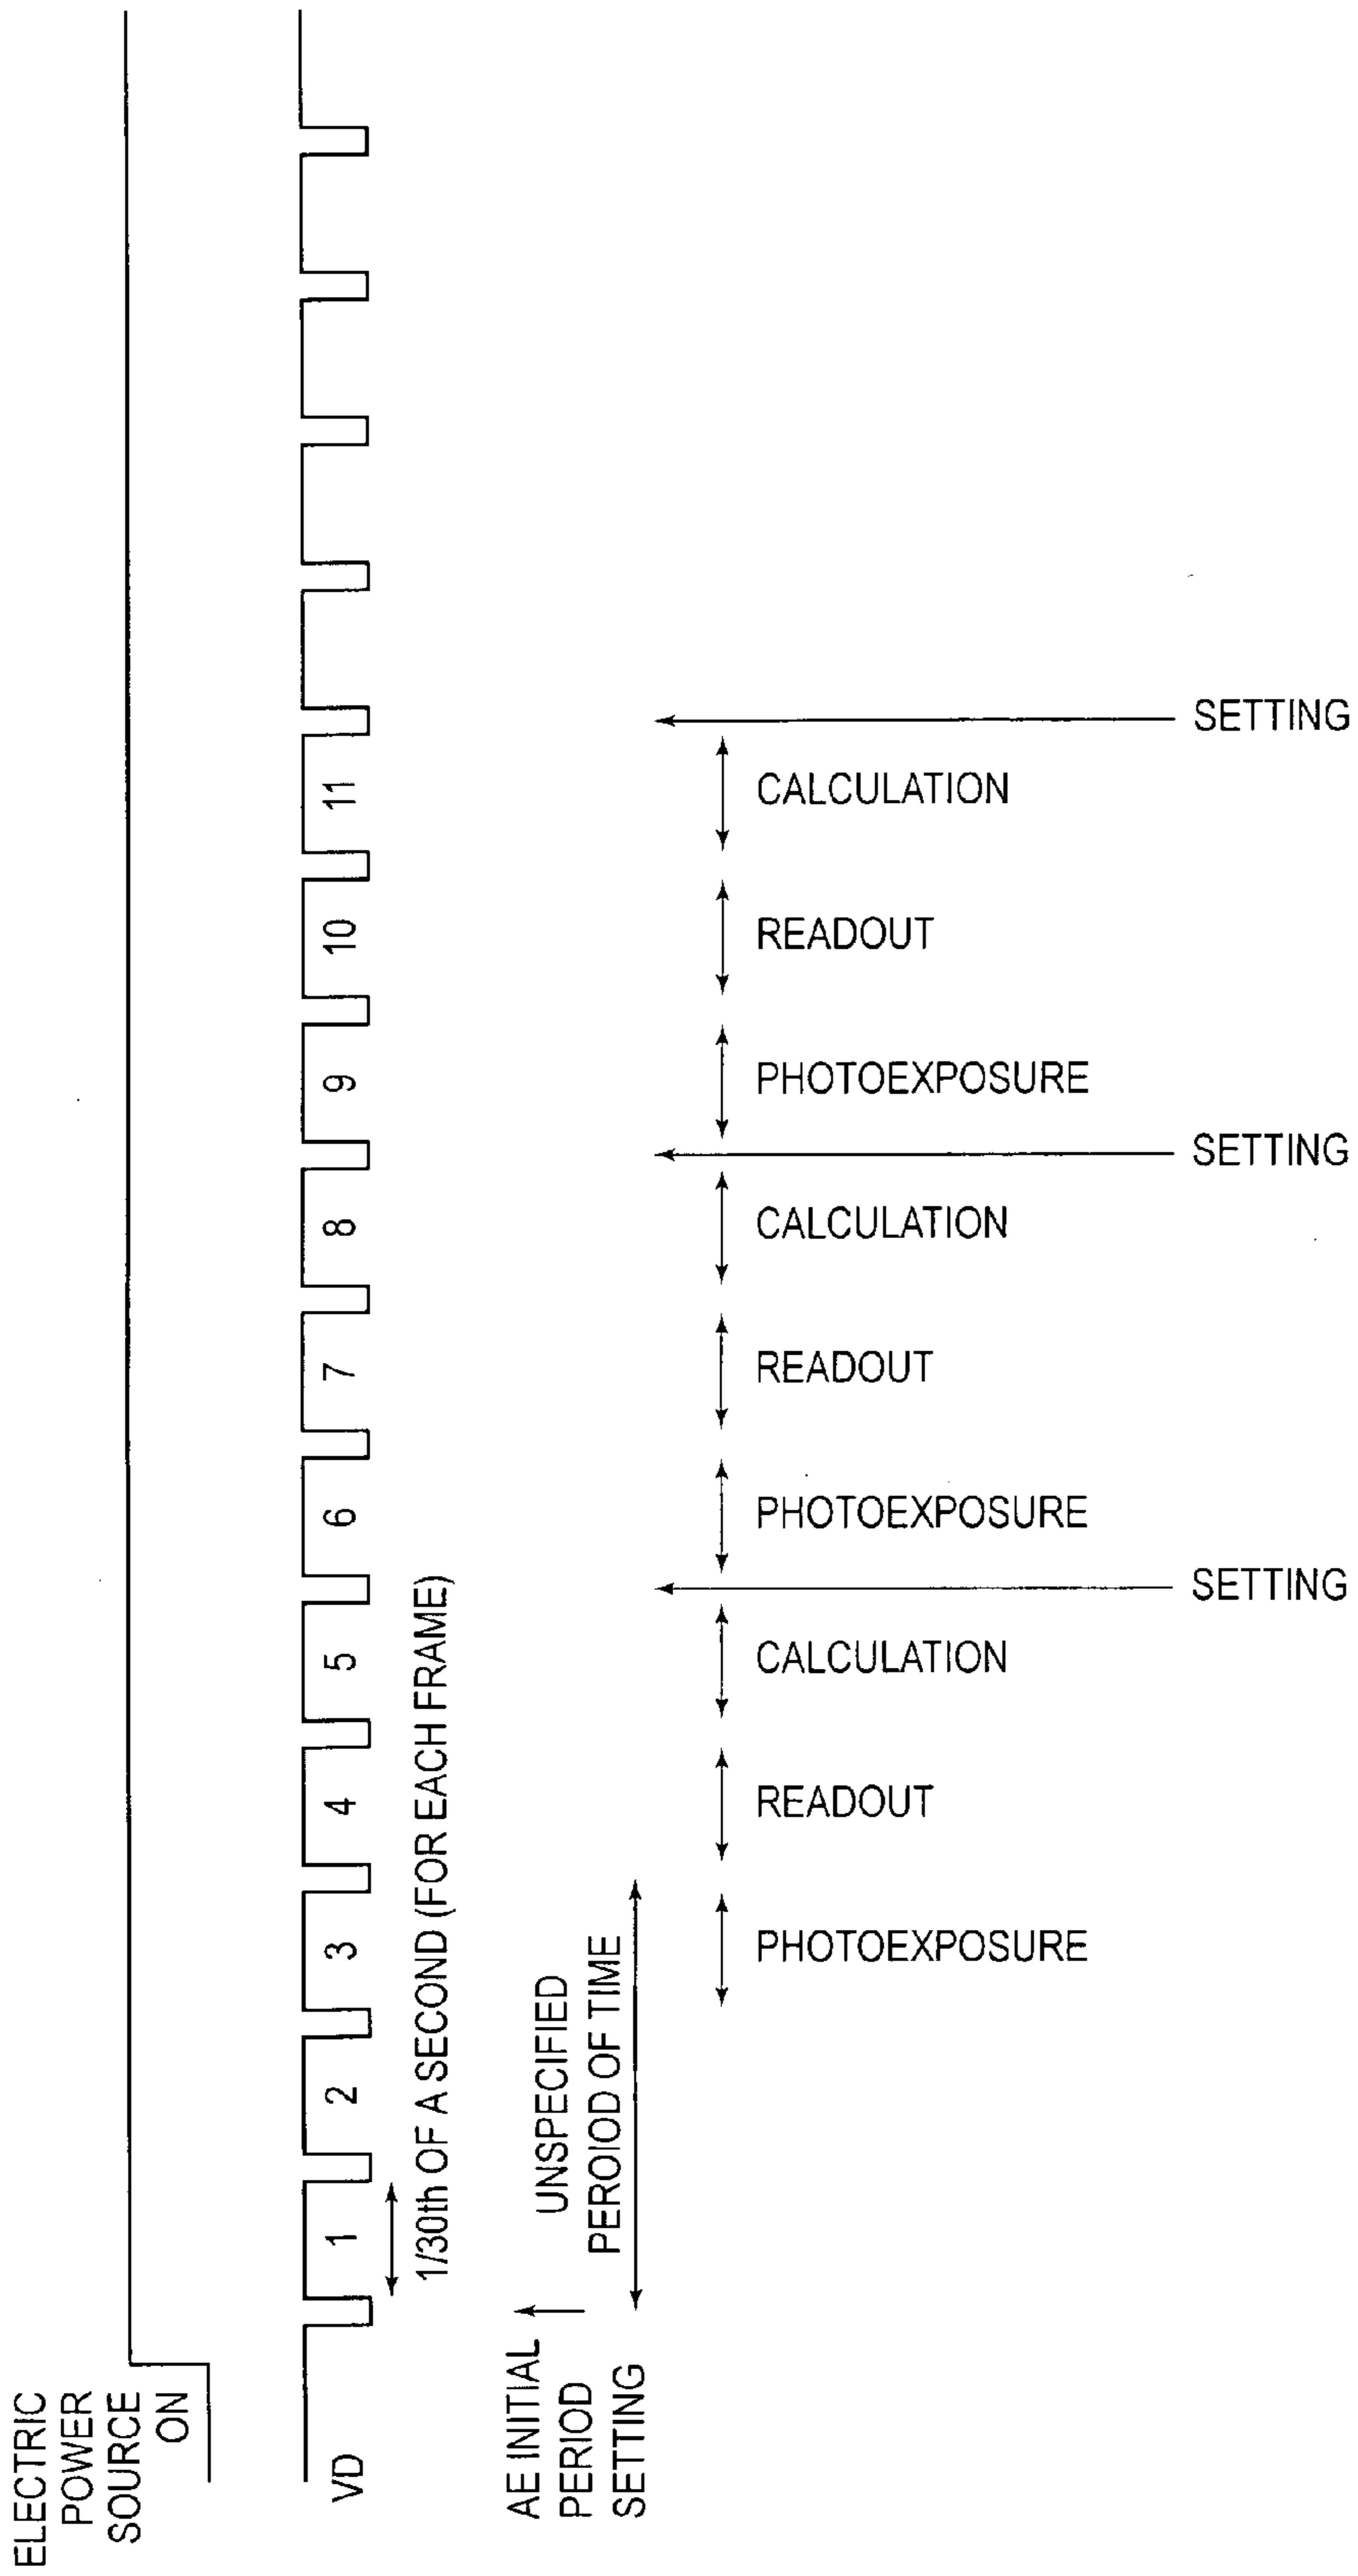 ELECTRIC
POWER
SOURCE
ON
VD
1
2
3
4
5
6
7
8
9
10
11
1/30th OF A SECOND (FOR EACH FRAME)
AE INITIAL
PERIOD
SETTING
UNSPECIFIED
PEROIOD OF TIME
PHOTOEXPOSURE
READOUT
CALCULATION
PHOTOEXPOSURE
READOUT
CALCULATION
PHOTOEXPOSURE
READOUT
CALCULATION
SETTING
SETTING
SETTING